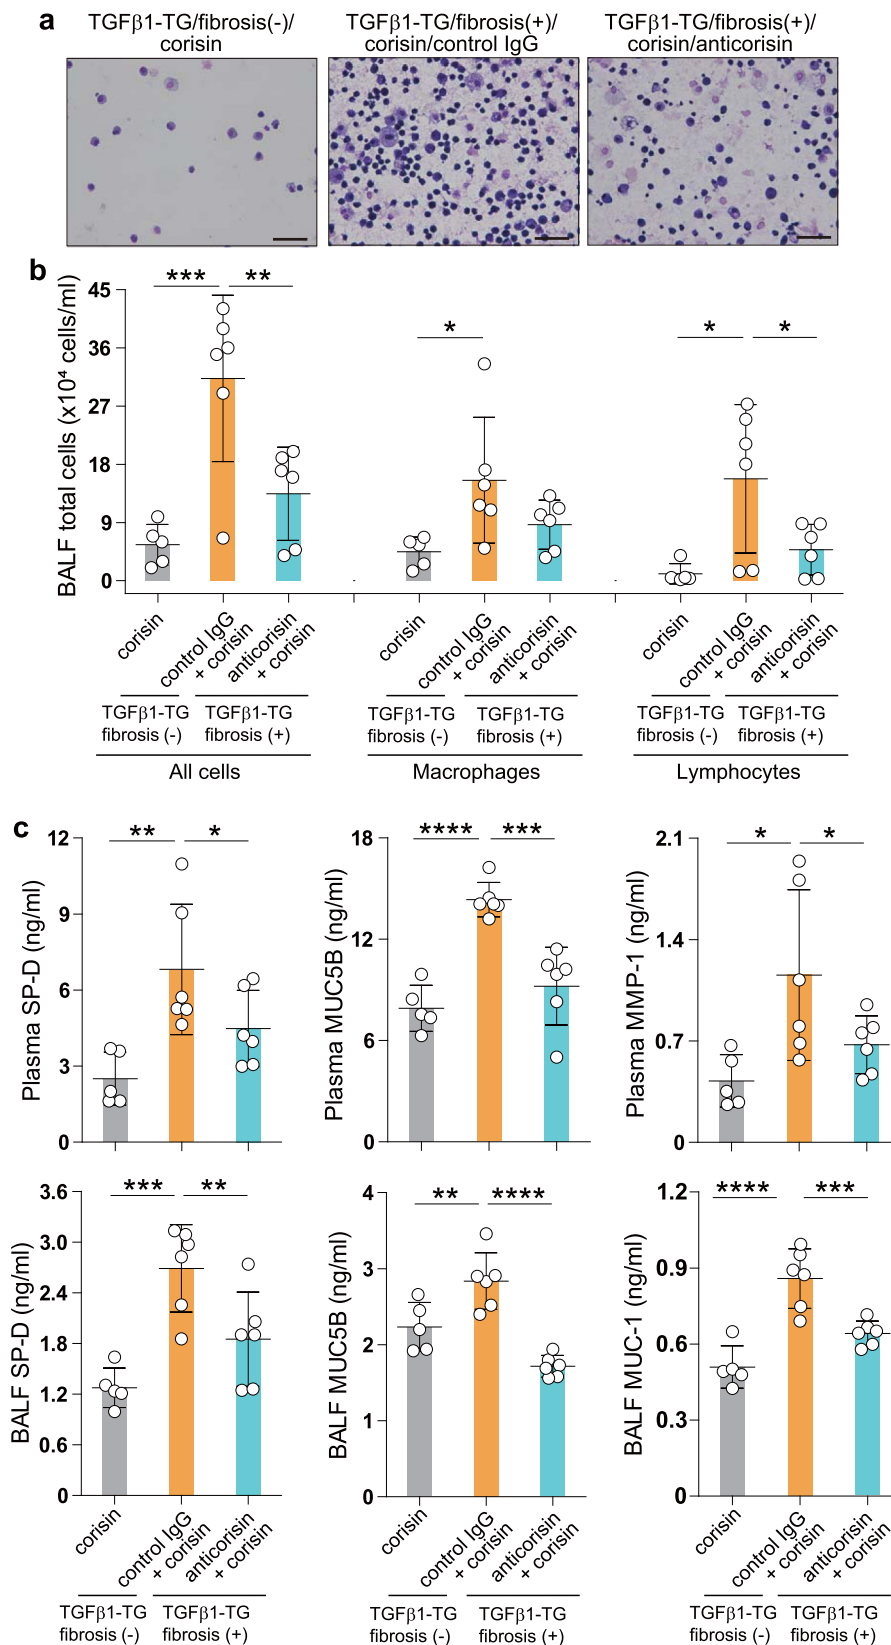 a
TGFβ1-TG/fibrosis(-)/
corisin
TGFβ1-TG/fibrosis(+)/
corisin/control IgG
TGFβ1-TG/fibrosis(+)/
corisin/anticorisin
b
BALF total cells (x10⁴ cells/ml)
45
36
27
18
9
0
*** ** * * *
corisin
control IgG
+ corisin
anticorisin
+ corisin
corisin
control IgG
+ corisin
anticorisin
+ corisin
corisin
control IgG
+ corisin
anticorisin
+ corisin
TGFβ1-TG
fibrosis (-)
TGFβ1-TG
fibrosis (+)
TGFβ1-TG
fibrosis (-)
TGFβ1-TG
fibrosis (+)
TGFβ1-TG
fibrosis (-)
TGFβ1-TG
fibrosis (+)
All cells
Macrophages
Lymphocytes
c
Plasma SP-D (ng/ml)
12
9
6
3
0
** *
Plasma MUC5B (ng/ml)
18
12
6
0
**** ***
Plasma MMP-1 (ng/ml)
2.1
1.4
0.7
0
* *
BALF SP-D (ng/ml)
3.6
3.0
2.4
1.8
1.2
0.6
0
*** **
BALF MUC5B (ng/ml)
4
3
2
1
0
** ****
BALF MUC-1 (ng/ml)
1.2
0.9
0.6
0.3
0
**** ***
corisin
control IgG
+ corisin
anticorisin
+ corisin
corisin
control IgG
+ corisin
anticorisin
+ corisin
corisin
control IgG
+ corisin
anticorisin
+ corisin
TGFβ1-TG
fibrosis (-)
TGFβ1-TG
fibrosis (+)
TGFβ1-TG
fibrosis (-)
TGFβ1-TG
fibrosis (+)
TGFβ1-TG
fibrosis (-)
TGFβ1-TG
fibrosis (+)